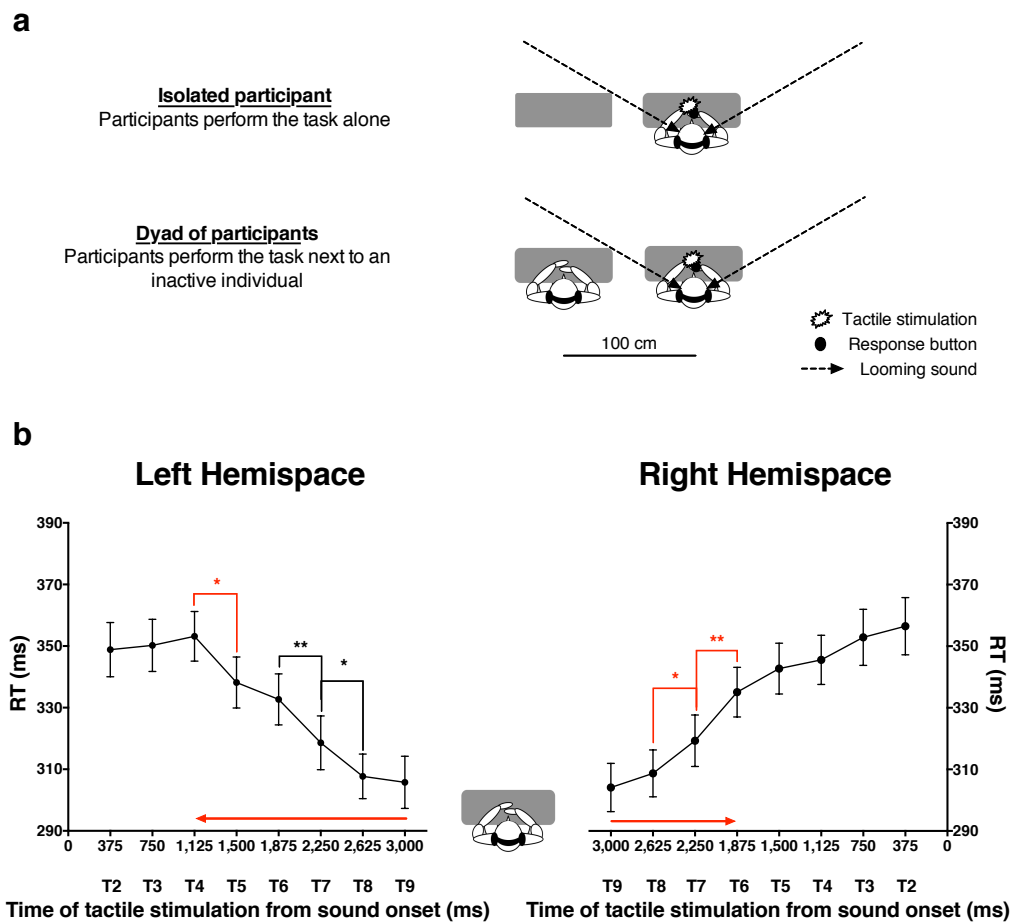 a
Isolated participant
Participants perform the task alone
Dyad of participants
Participants perform the task next to an
inactive individual
100 cm
Tactile stimulation
Response button
Looming sound
b
Left Hemispace
390
370
350
330
310
290
RT (ms)
*
**
*
0 375 750 1,125 1,500 1,875 2,250 2,625 3,000
T2 T3 T4 T5 T6 T7 T8 T9
Time of tactile stimulation from sound onset (ms)
Right Hemispace
390
370
350
330
310
290
RT (ms)
*
**
3,000 2,625 2,250 1,875 1,500 1,125 750 375 0
T9 T8 T7 T6 T5 T4 T3 T2
Time of tactile stimulation from sound onset (ms)